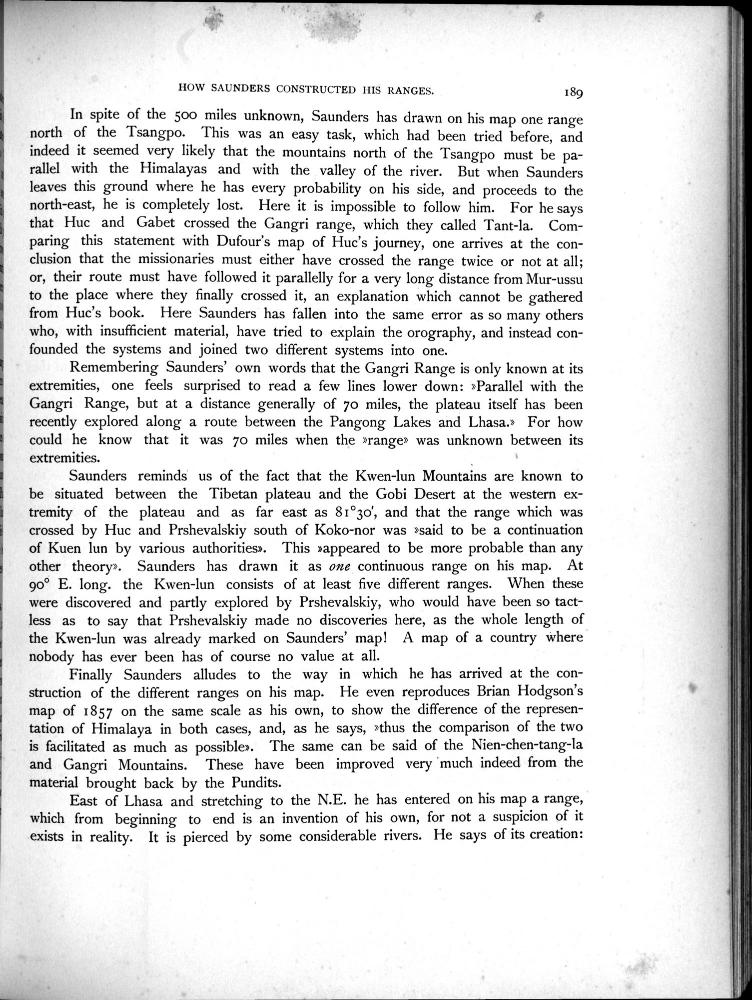 HOW SAUNDERS CONSTRUCTED HIS RANGES. 189
In spite of the 500 miles unknown, Saunders has drawn on his map one range
north of the Tsangpo. This was an easy task, which had been tried before, and
indeed it seemed very likely that the mountains north of the Tsangpo must be pa-
rallel with the Himalayas and with the valley of the river. But when Saunders
leaves this ground where he has every probability on his side, and proceeds to the
north-east, he is completely lost. Here it is impossible to follow him. For he says
that Huc and Gabet crossed the Gangri range, which they called Tant-la. Com-
paring this statement with Dufour's map of Huc's journey, one arrives at the con-
clusion that the missionaries must either have crossed the range twice or not at all;
or, their route must have followed it parallelly for a very long distance from Mur-ussu
to the place where they finally crossed it, an explanation which cannot be gathered
from Huc's book. Here Saunders has fallen into the same error as so many others
who, with insufficient material, have tried to explain the orography, and instead con-
founded the systems and joined two different systems into one.
Remembering Saunders' own words that the Gangri Range is only known at its
extremities, one feels surprised to read a few lines lower down: »Parallel with the
Gangri Range, but at a distance generally of 70 miles, the plateau itself has been
recently explored along a route between the Pangong Lakes and Lhasa.» For how
could he know that it was 70 miles when the »range» was unknown between its
extremities.
Saunders reminds us of the fact that the Kwen-lun Mountains are known to
be situated between the Tibetan plateau and the Gobi Desert at the western ex-
tremity of the plateau and as far east as 81°30′, and that the range which was
crossed by Huc and Prshevalskiy south of Koko-nor was »said to be a continuation
of Kuen lun by various authorities». This »appeared to be more probable than any
other theory». Saunders has drawn it as one continuous range on his map. At
90° E. long. the Kwen-lun consists of at least five different ranges. When these
were discovered and partly explored by Prshevalskiy, who would have been so tact-
less as to say that Prshevalskiy made no discoveries here, as the whole length of
the Kwen-lun was already marked on Saunders' map! A map of a country where
nobody has ever been has of course no value at all.
Finally Saunders alludes to the way in which he has arrived at the con-
struction of the different ranges on his map. He even reproduces Brian Hodgson's
map of 1857 on the same scale as his own, to show the difference of the represen-
tation of Himalaya in both cases, and, as he says, »thus the comparison of the two
is facilitated as much as possible». The same can be said of the Nien-chen-tang-la
and Gangri Mountains. These have been improved very much indeed from the
material brought back by the Pundits.
East of Lhasa and stretching to the N.E. he has entered on his map a range,
which from beginning to end is an invention of his own, for not a suspicion of it
exists in reality. It is pierced by some considerable rivers. He says of its creation: